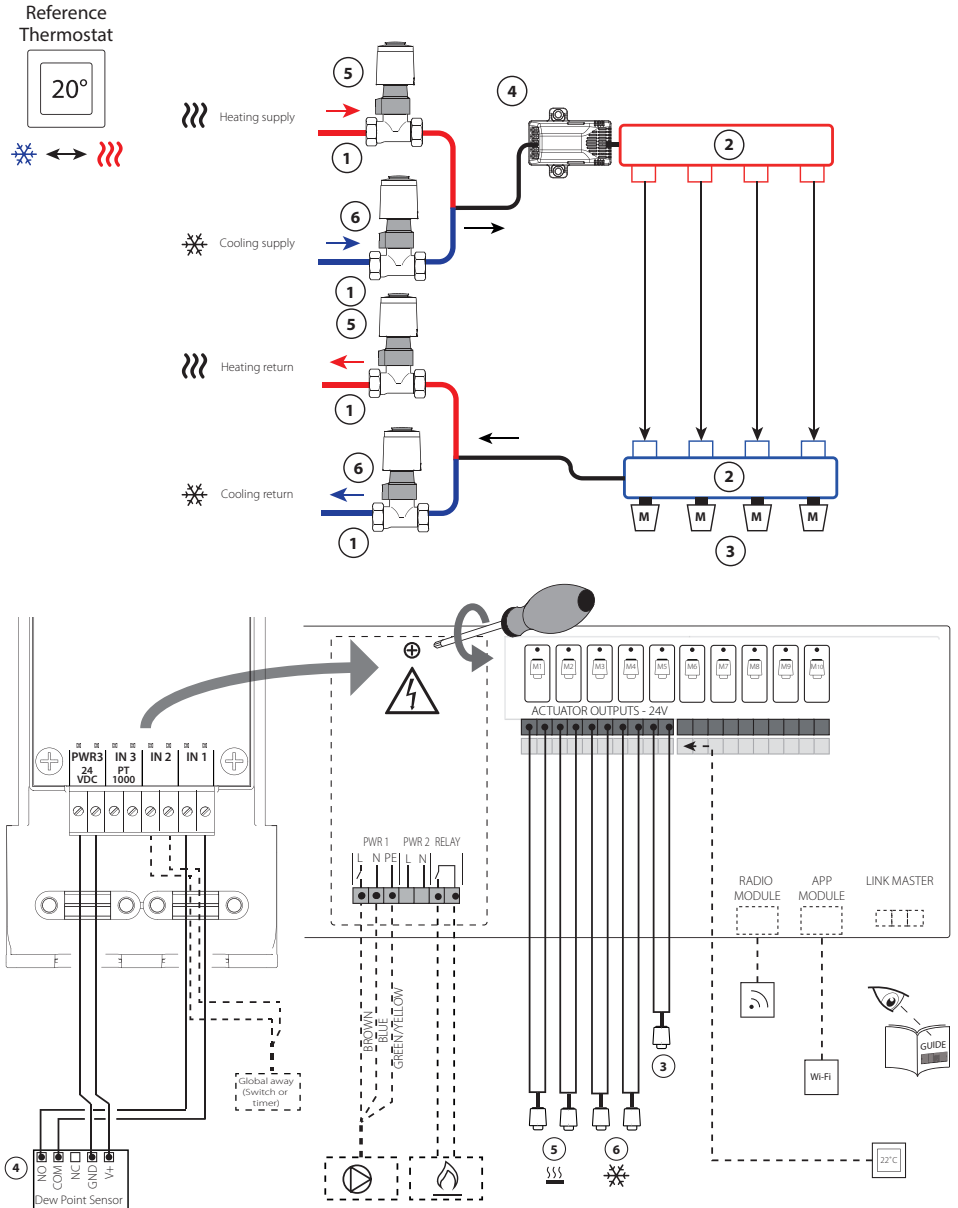 Reference
Thermostat
20°
5
4
Heating supply
2
1
6
Cooling supply
1
5
Heating return
1
6
2
Cooling return
M M M M
1
3
M1 M2 M3 M4 M5 M6 M7 M8 M9 M10
ACTUATOR OUTPUTS - 24V
PWR3 IN 3 IN 2 IN 1
24 PT
VDC 1000
PWR 1 PWR 2 RELAY
L N PE L N
RADIO
MODULE
APP
MODULE
LINK MASTER
BROWN
BLUE
GREEN/YELLOW
GUIDE
Global away
(Switch or
timer)
3
Wi-Fi
4
NO COM NC GND V+
Dew Point Sensor
5
6
22°C